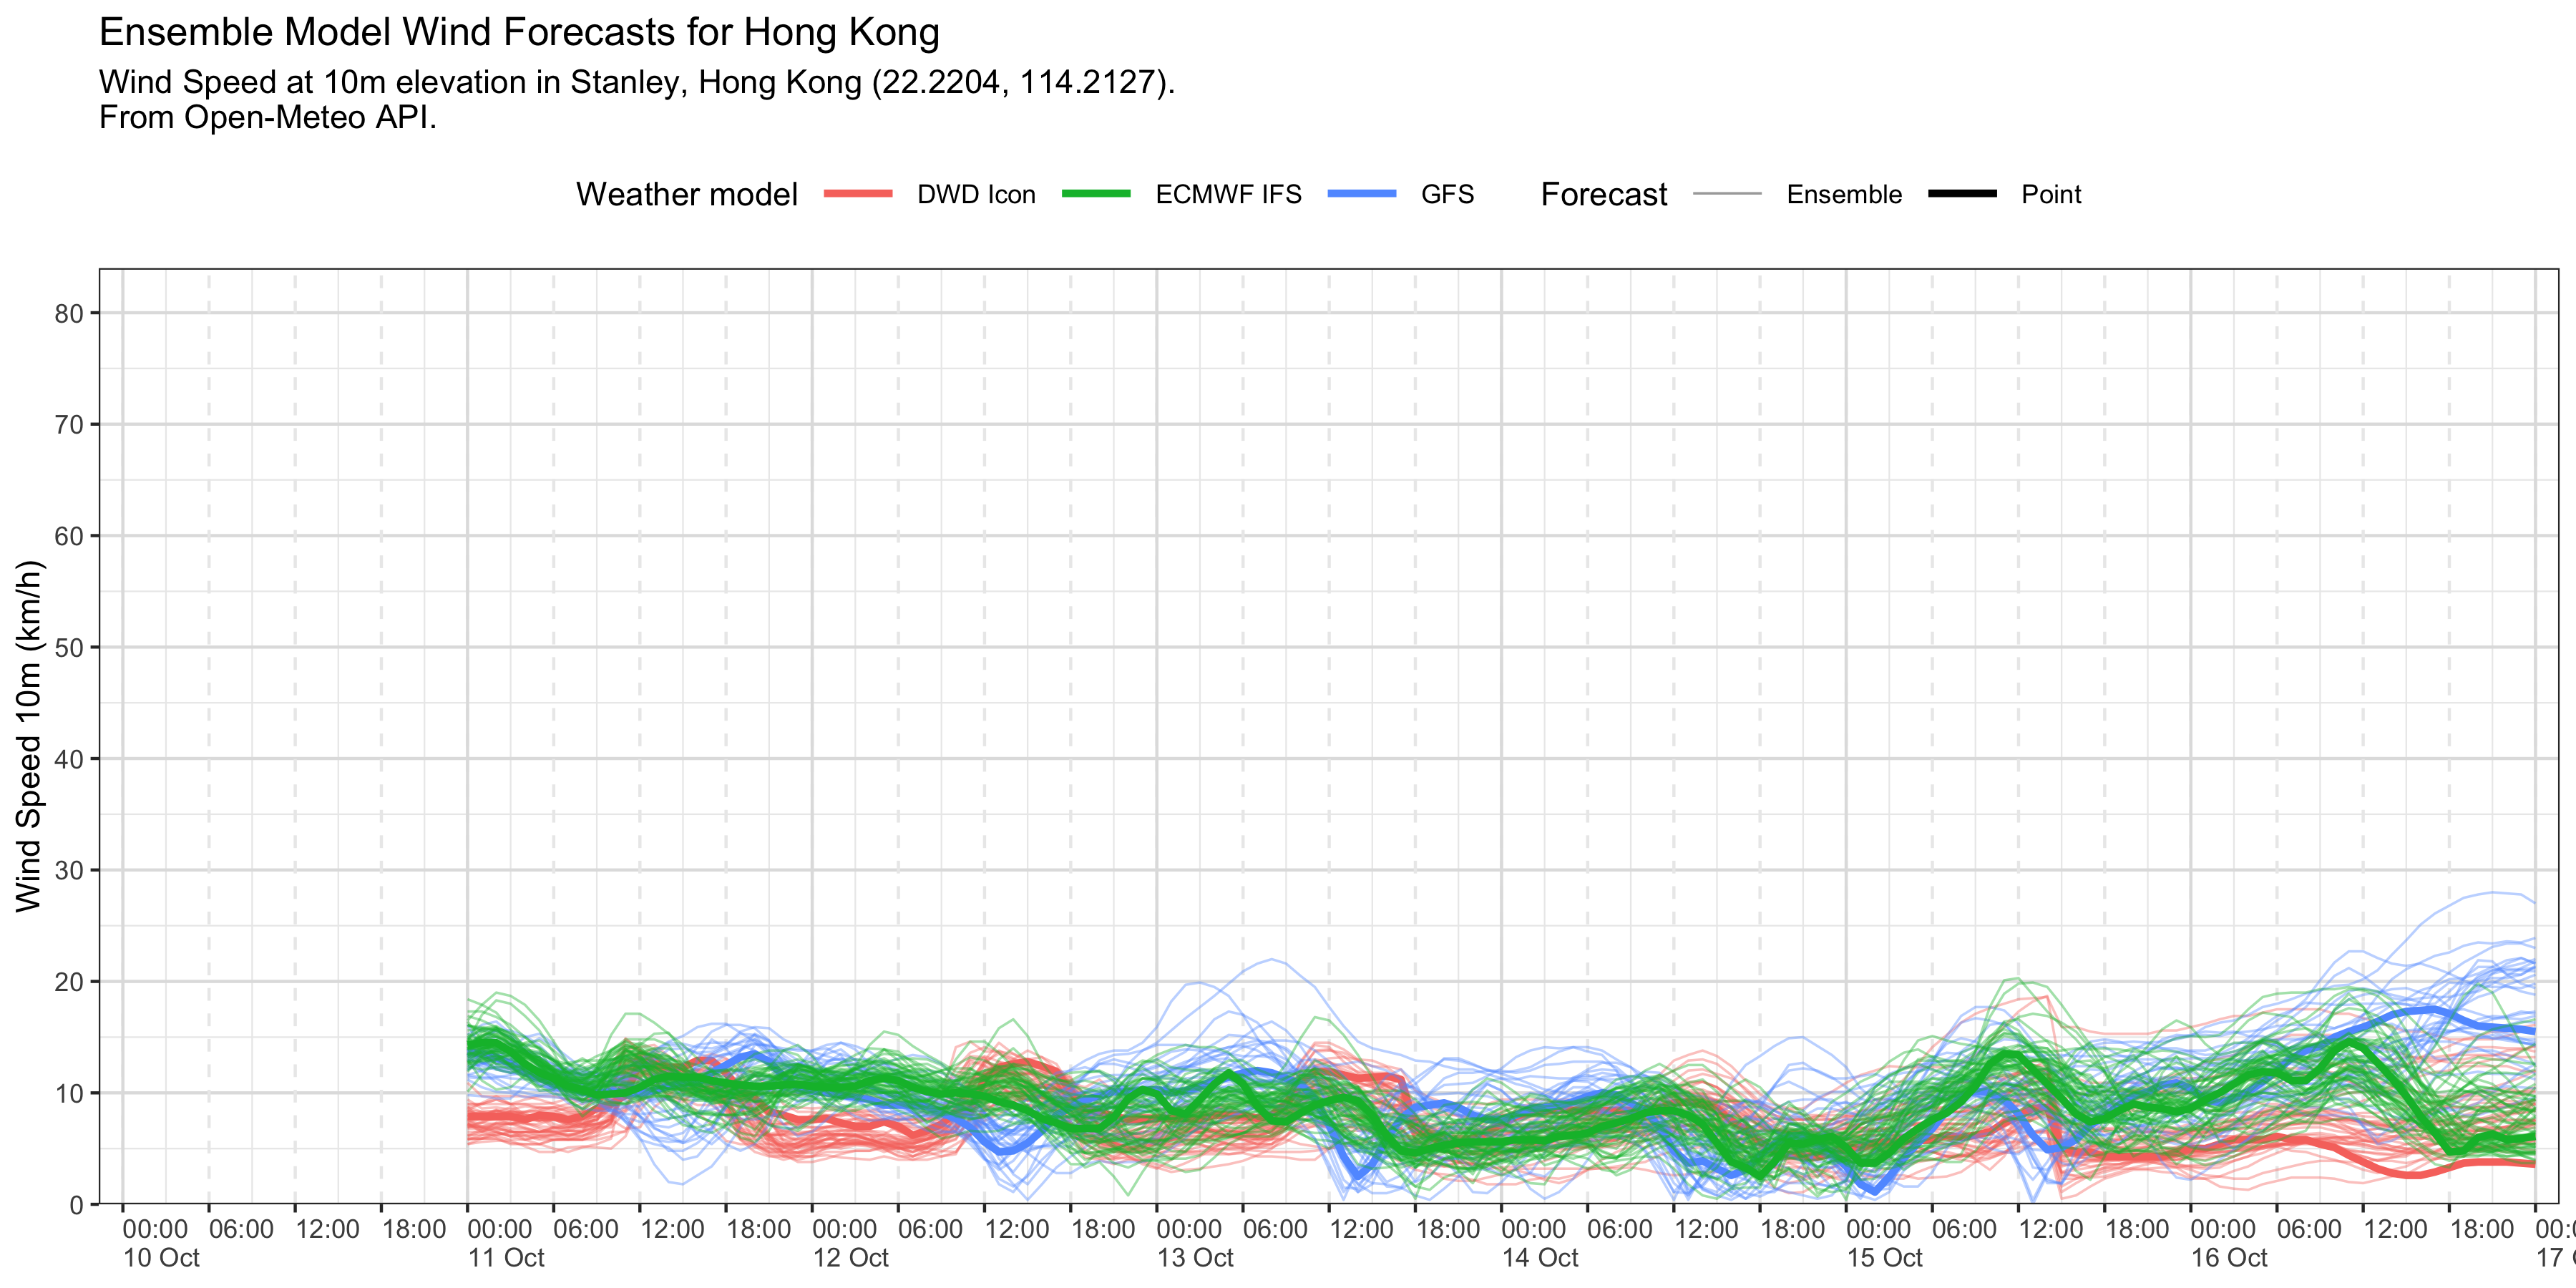 Ensemble Model Wind Forecasts for Hong Kong
Wind Speed at 10m elevation in Stanley, Hong Kong (22.2204, 114.2127).
From Open-Meteo API.
Weather model DWD Icon ECMWF IFS GFS Forecast Ensemble Point
Wind Speed 10m (km/h)
80
70
60
50
40
30
20
10
0
00:00 06:00 12:00 18:00 00:00 06:00 12:00 18:00 00:00 06:00 12:00 18:00 00:00 06:00 12:00 18:00 00:00 06:00 12:00 18:00 00:00 06:00 12:00 18:00 00:00 06:00 12:00 18:00
10 Oct 11 Oct 12 Oct 13 Oct 14 Oct 15 Oct 16 Oct 17